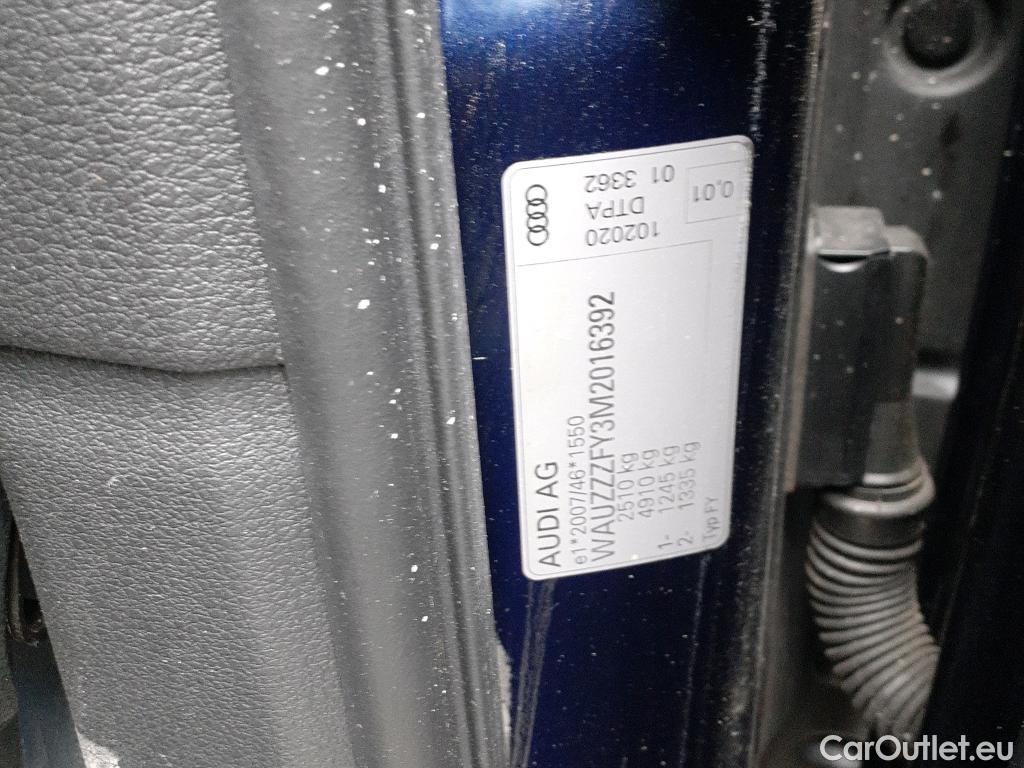 AUDI AG
e1*2007/46*1550
WAUZZZFY3M2016392
2510 kg
4910 kg
1- 1245 kg
2- 1335 kg
Typ FY
102020
DTPA
01 3362
0,01
CarOutlet.eu